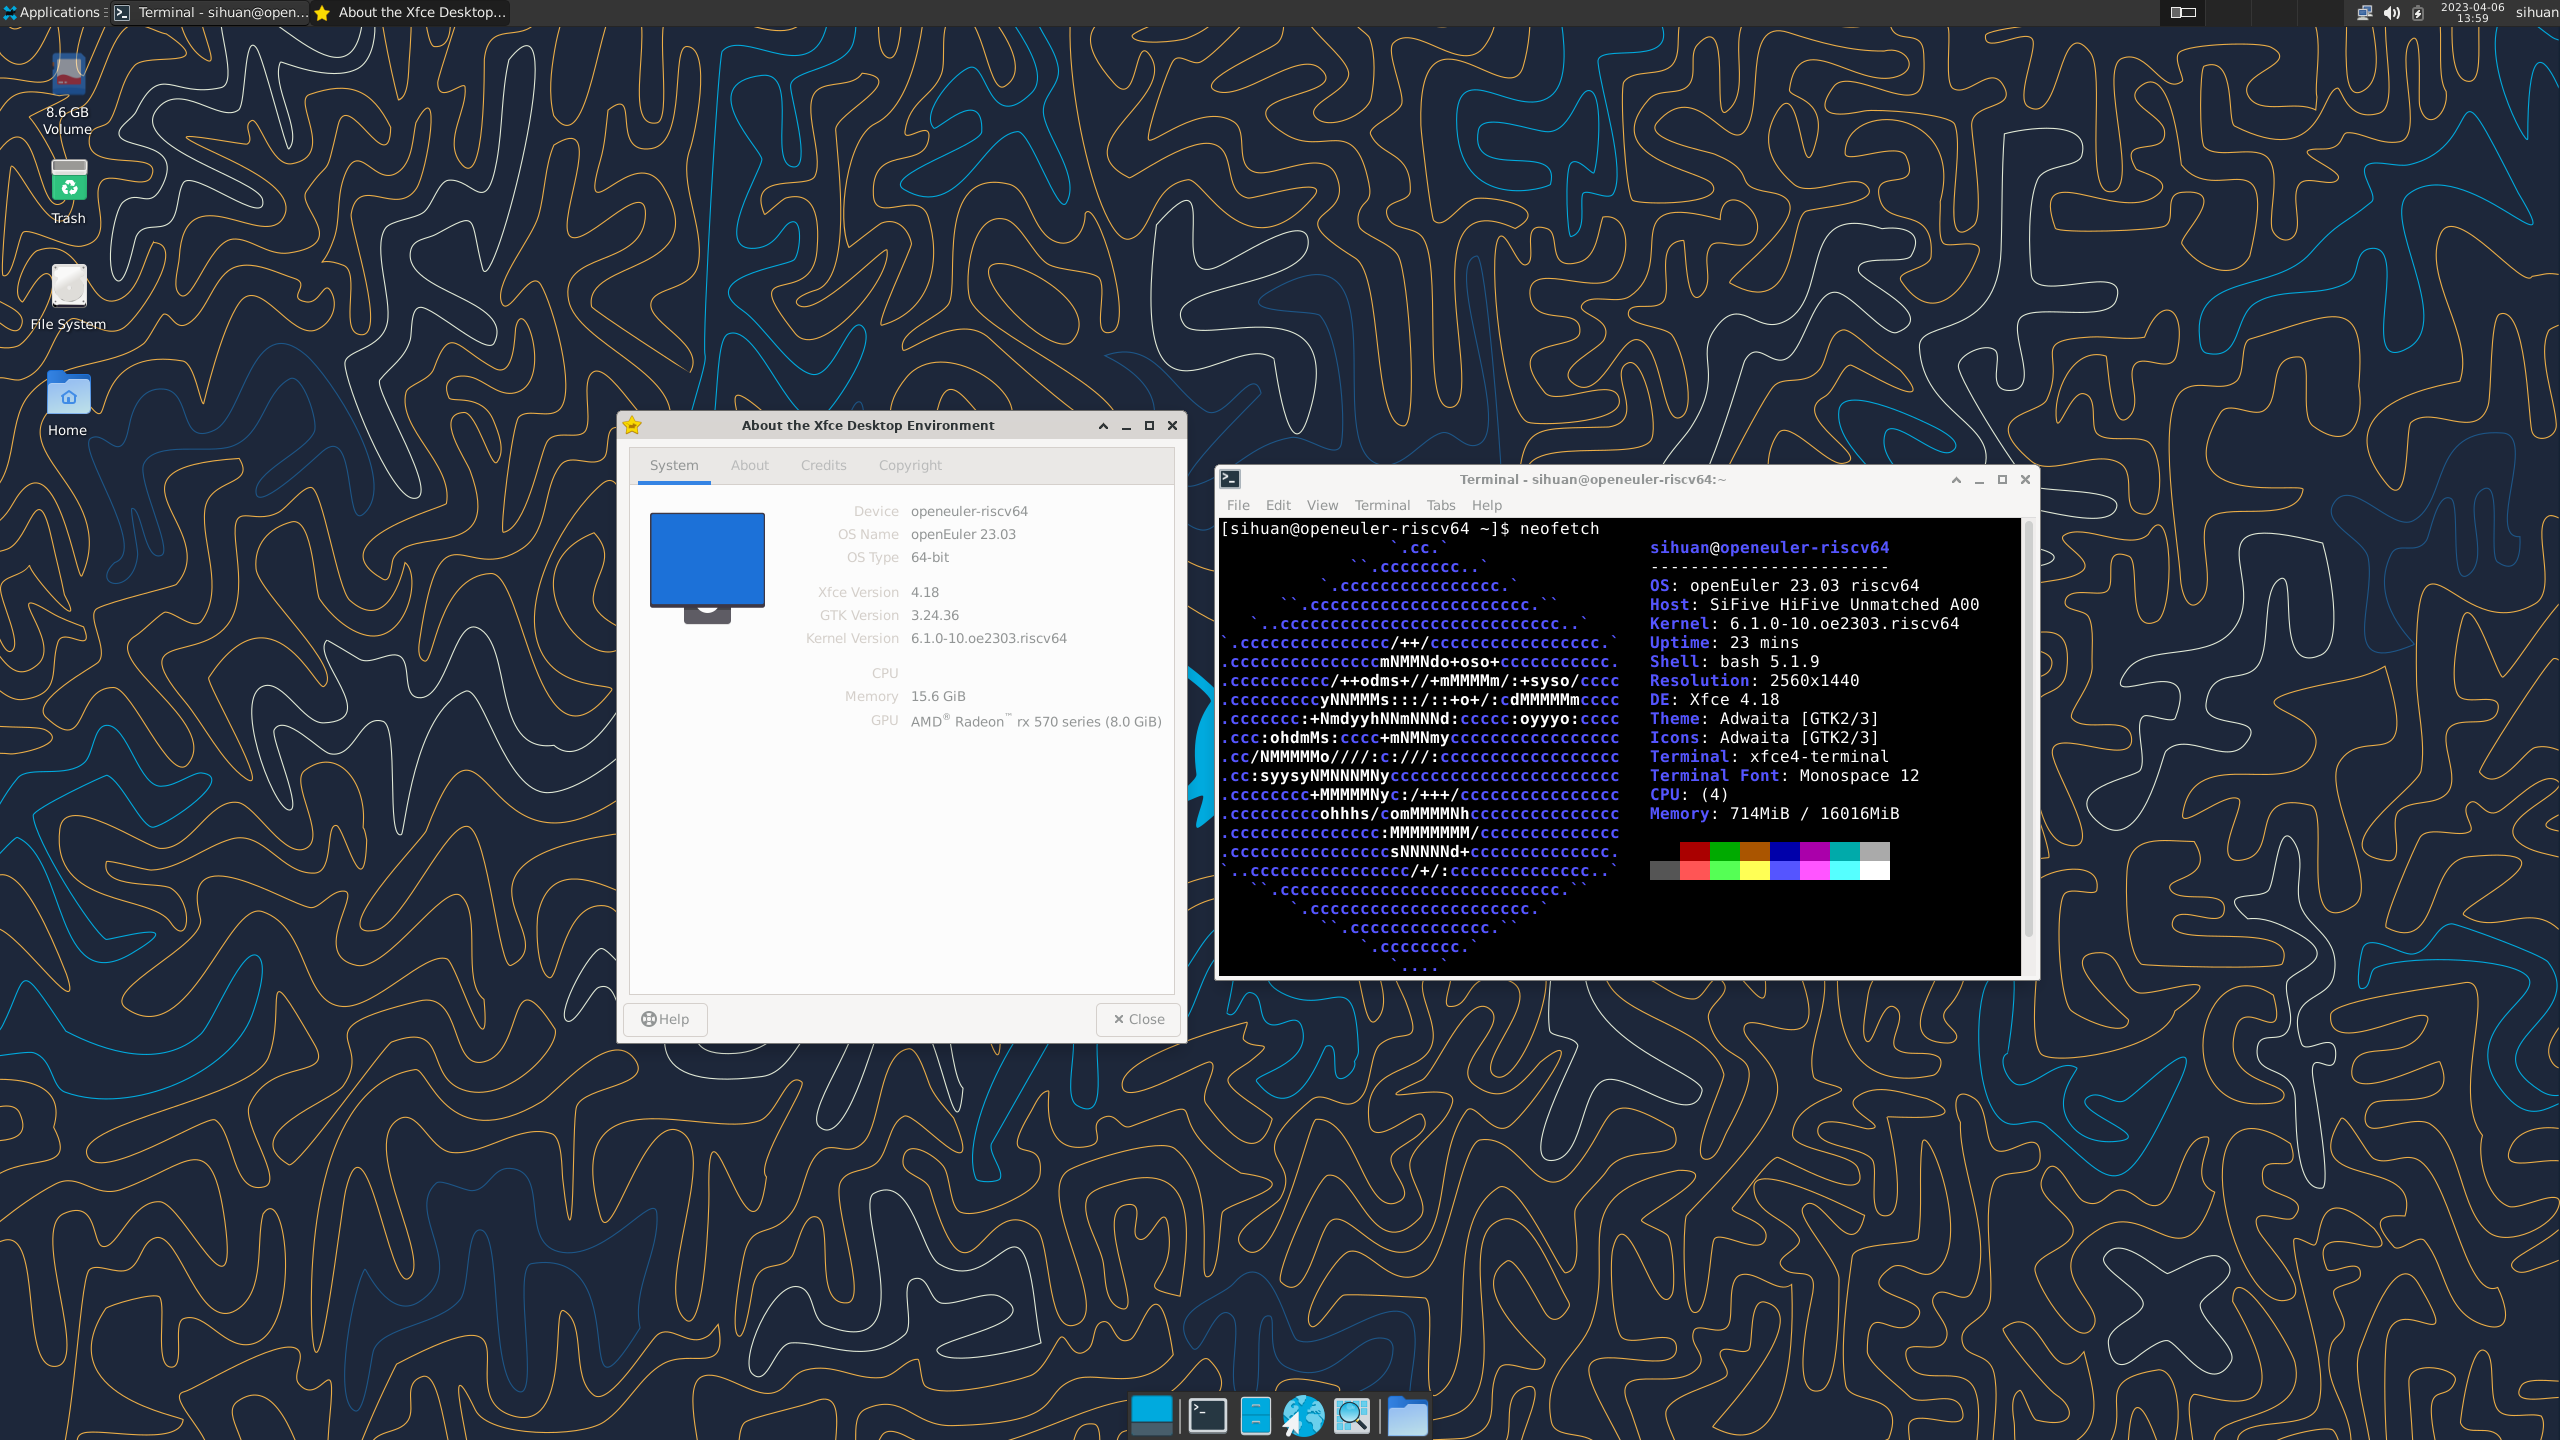 Applications
Terminal - sihuan@open...
About the Xfce Desktop...
2023-04-06
13:59
sihuan
8.6 GB
Volume
Trash
File System
Home
About the Xfce Desktop Environment
System About Credits Copyright
Device openeuler-riscv64
OS Name openEuler 23.03
OS Type 64-bit
Xfce Version 4.18
GTK Version 3.24.36
Kernel Version 6.1.0-10.oe2303.riscv64
CPU
Memory 15.6 GiB
GPU AMD® Radeon™ rx 570 series (8.0 GiB)
Help
Close
Terminal - sihuan@openeuler-riscv64:~
File Edit View Terminal Tabs Help
[sihuan@openeuler-riscv64 ~]$ neofetch
sihuan@openeuler-riscv64
------------------------
OS: openEuler 23.03 riscv64
Host: SiFive HiFive Unmatched A00
Kernel: 6.1.0-10.oe2303.riscv64
Uptime: 23 mins
Shell: bash 5.1.9
Resolution: 2560x1440
DE: Xfce 4.18
Theme: Adwaita [GTK2/3]
Icons: Adwaita [GTK2/3]
Terminal: xfce4-terminal
Terminal Font: Monospace 12
CPU: (4)
Memory: 714MiB / 16016MiB